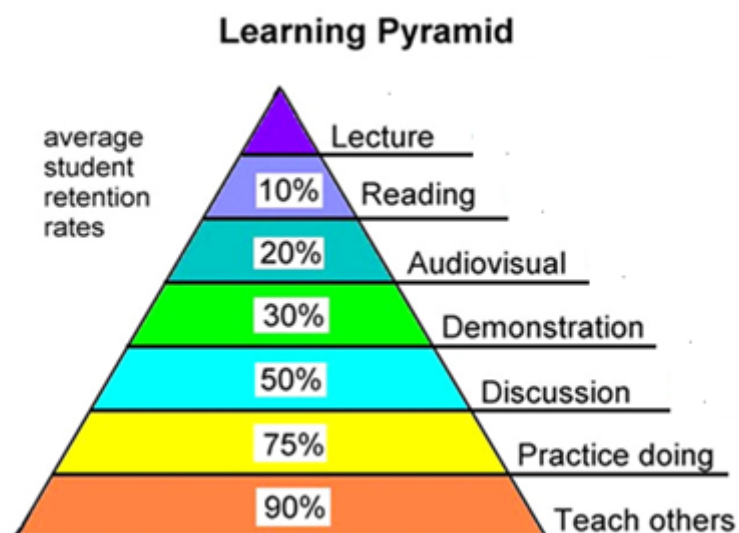 Learning Pyramid
average
student
retention
rates
Lecture
10% Reading
20% Audiovisual
30% Demonstration
50% Discussion
75% Practice doing
90% Teach others